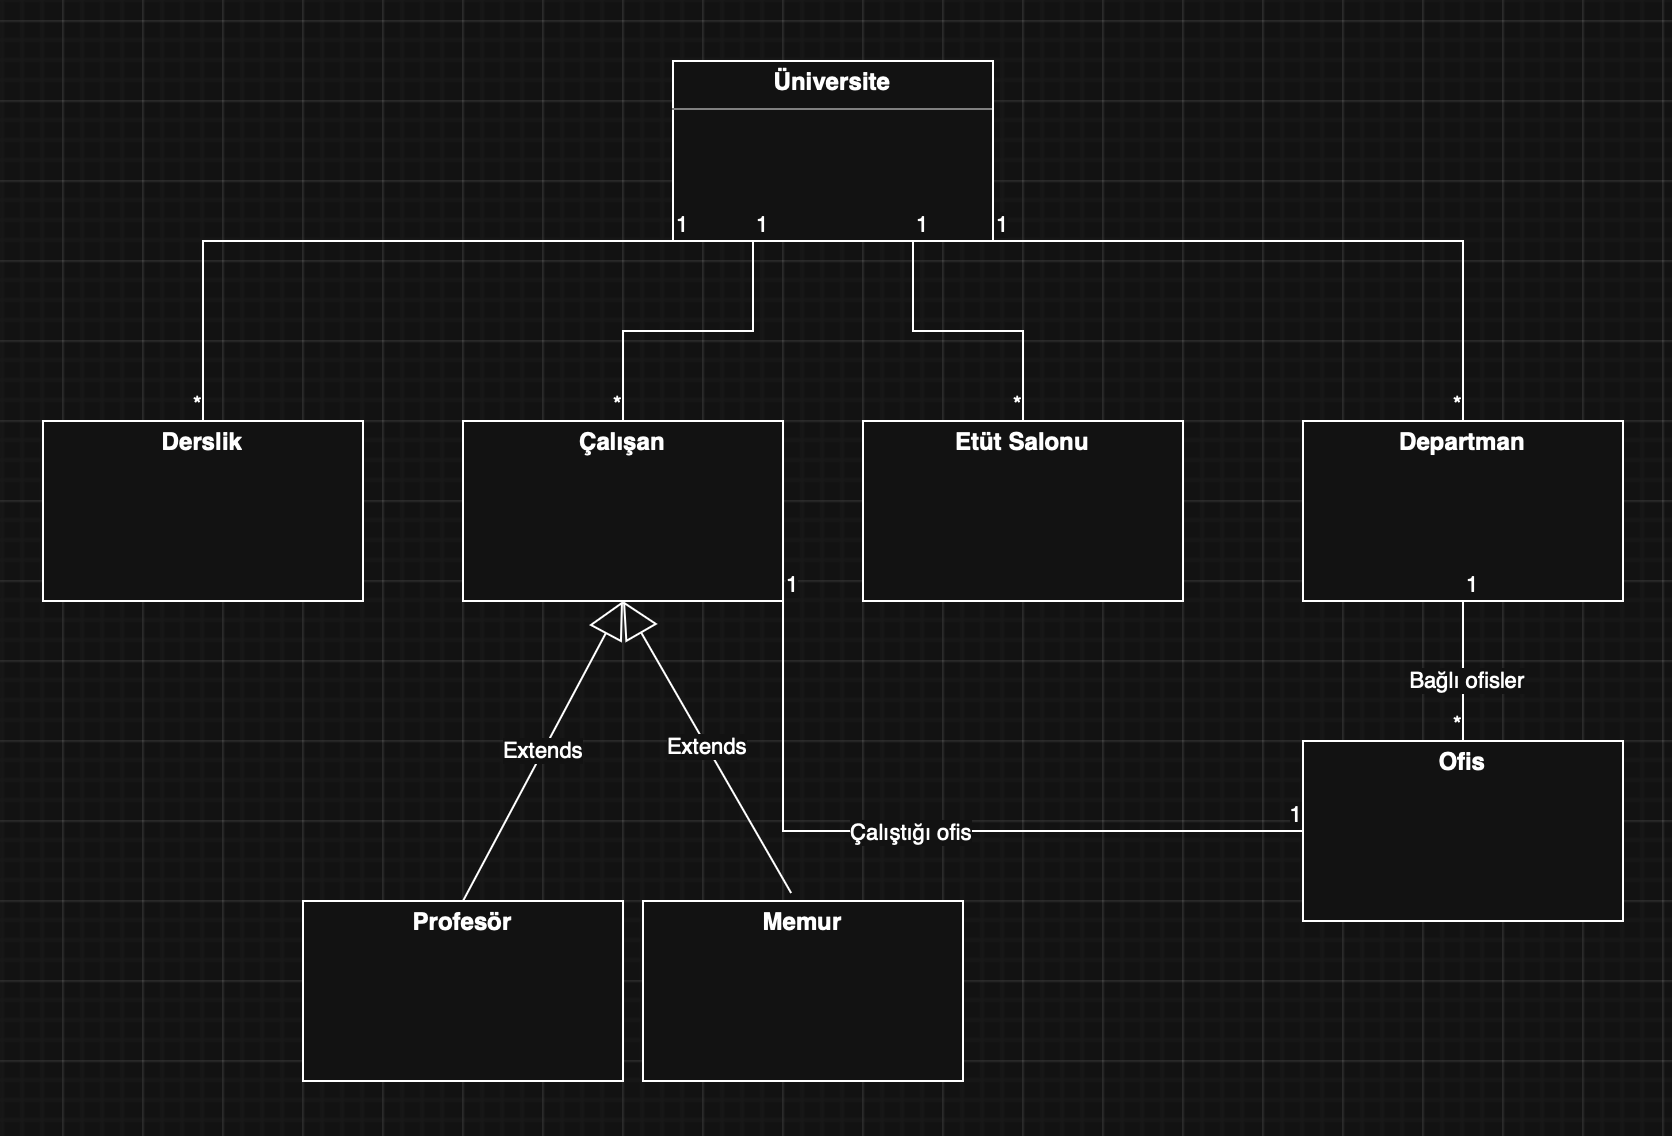 Üniversite
1
1
1
1
*
*
*
*
Derslik
Çalışan
Etüt Salonu
Departman
1
1
Bağlı ofisler
*
Extends
Extends
Ofis
1
Çalıştığı ofis
Profesör
Memur